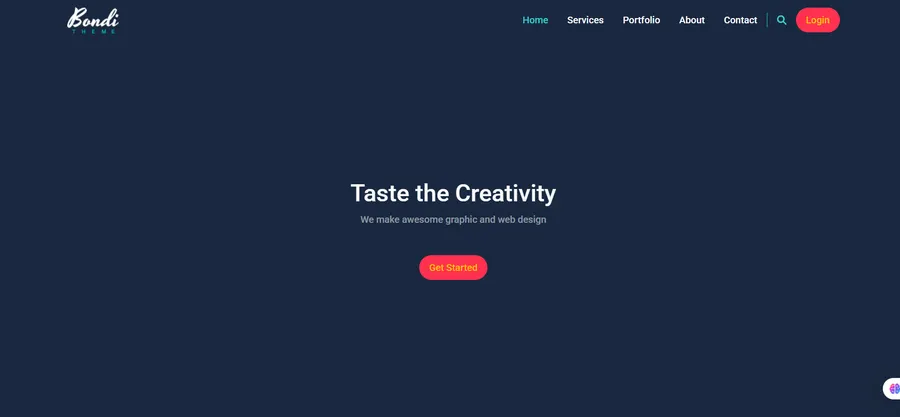 Bondi
THEME
Home Services Portfolio About Contact Login
Taste the Creativity
We make awesome graphic and web design
Get Started